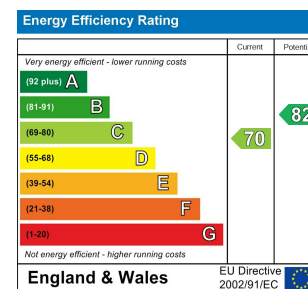 Energy Efficiency Rating
Current Potenti
Very energy efficient - lower running costs
(92 plus) A
(81-91) B
82
(69-80) C
70
(55-68) D
(39-54) E
(21-38) F
(1-20) G
Not energy efficient - higher running costs
England & Wales
EU Directive
2002/91/EC